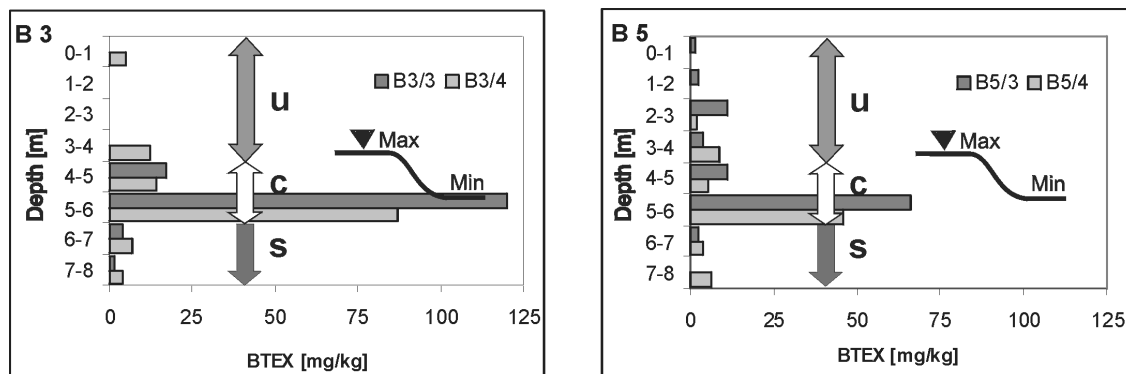 B 3
0-1
1-2
2-3
3-4
4-5
5-6
6-7
7-8
Depth [m]
B3/3 B3/4
u
c
s
Max
Min
0 25 50 75 100 125
BTEX [mg/kg]
B 5
0-1
1-2
2-3
3-4
4-5
5-6
6-7
7-8
Depth [m]
B5/3 B5/4
u
c
s
Max
Min
0 25 50 75 100 125
BTEX [mg/kg]